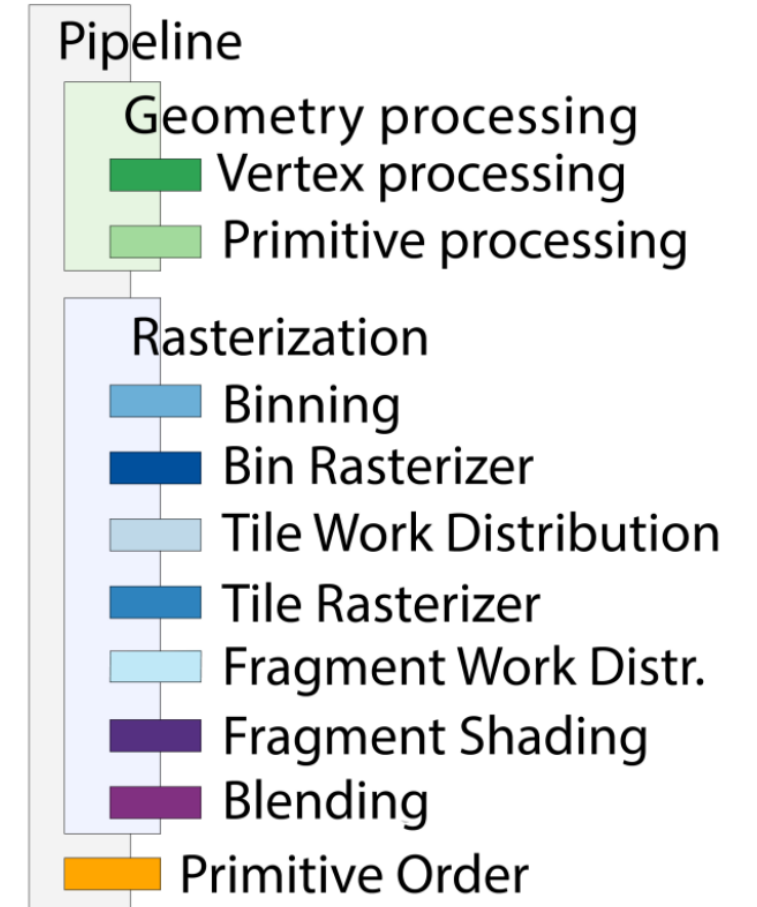 Pipeline
Geometry processing
Vertex processing
Primitive processing
Rasterization
Binning
Bin Rasterizer
Tile Work Distribution
Tile Rasterizer
Fragment Work Distr.
Fragment Shading
Blending
Primitive Order